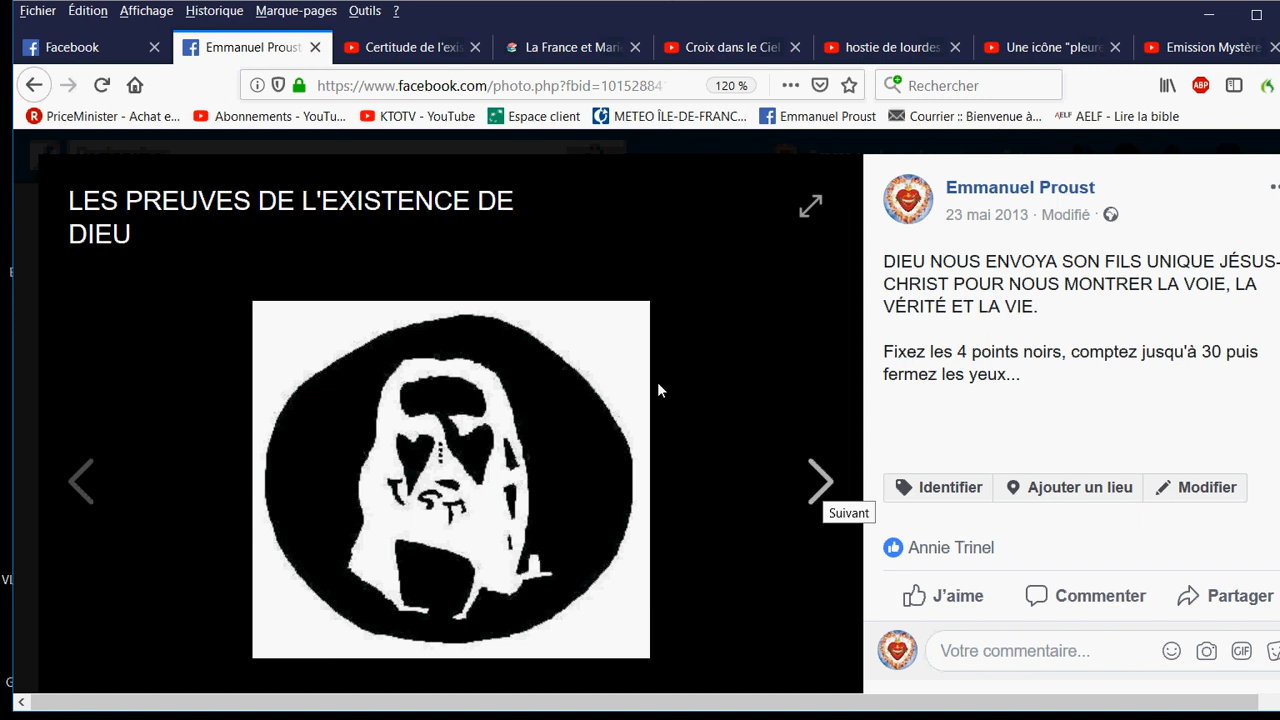 Fichier Édition Affichage Historique Marque-pages Outils ?
Facebook
Emmanuel Proust
Certitude de l'exis
La France et Marie
Croix dans le Ciel
hostie de lourdes
Une icône "pleure
Emission Mystère
https://www.facebook.com/photo.php?fbid=10152884
120 %
Rechercher
PriceMinister - Achat e...
Abonnements - YouTu...
KTOTV - YouTube
Espace client
METEO ÎLE-DE-FRANC...
Emmanuel Proust
Courrier :: Bienvenue à...
AELF AELF - Lire la bible
LES PREUVES DE L'EXISTENCE DE
DIEU
Emmanuel Proust
23 mai 2013 · Modifié ·
DIEU NOUS ENVOYA SON FILS UNIQUE JÉSUS-
CHRIST POUR NOUS MONTRER LA VOIE, LA
VÉRITÉ ET LA VIE.
Fixez les 4 points noirs, comptez jusqu'à 30 puis
fermez les yeux...
Identifier
Ajouter un lieu
Modifier
Suivant
Annie Trinel
J'aime
Commenter
Partager
Votre commentaire...
GIF